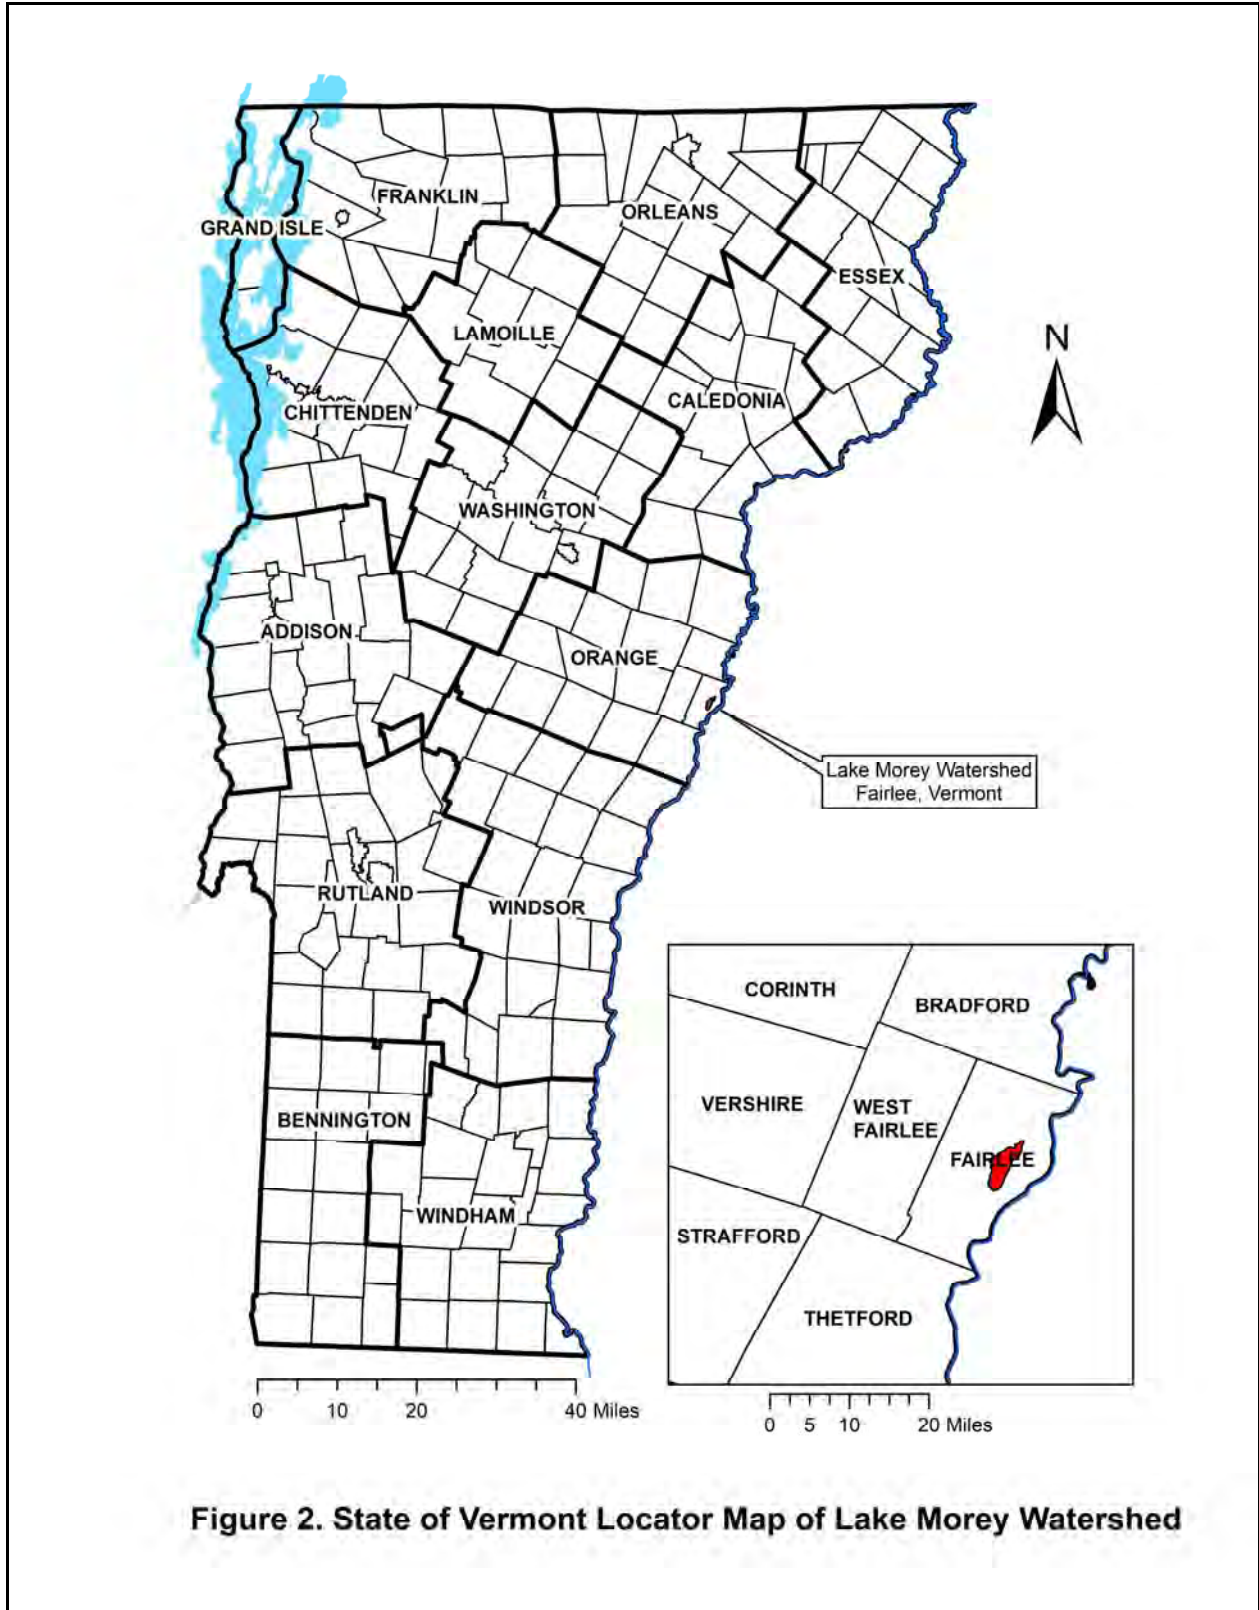 FRANKLIN
GRAND ISLE
ORLEANS
ESSEX
LAMOILLE
N
CALEDONIA
CHITTENDEN
WASHINGTON
ADDISON
ORANGE
Lake Morey Watershed
Fairlee, Vermont
RUTLAND
WINDSOR
CORINTH
BRADFORD
VERSHIRE
WEST
FAIRLEE
FAIRLEE
BENNINGTON
WINDHAM
STRAFFORD
THETFORD
0 10 20 40 Miles
0 5 10 20 Miles
Figure 2. State of Vermont Locator Map of Lake Morey Watershed